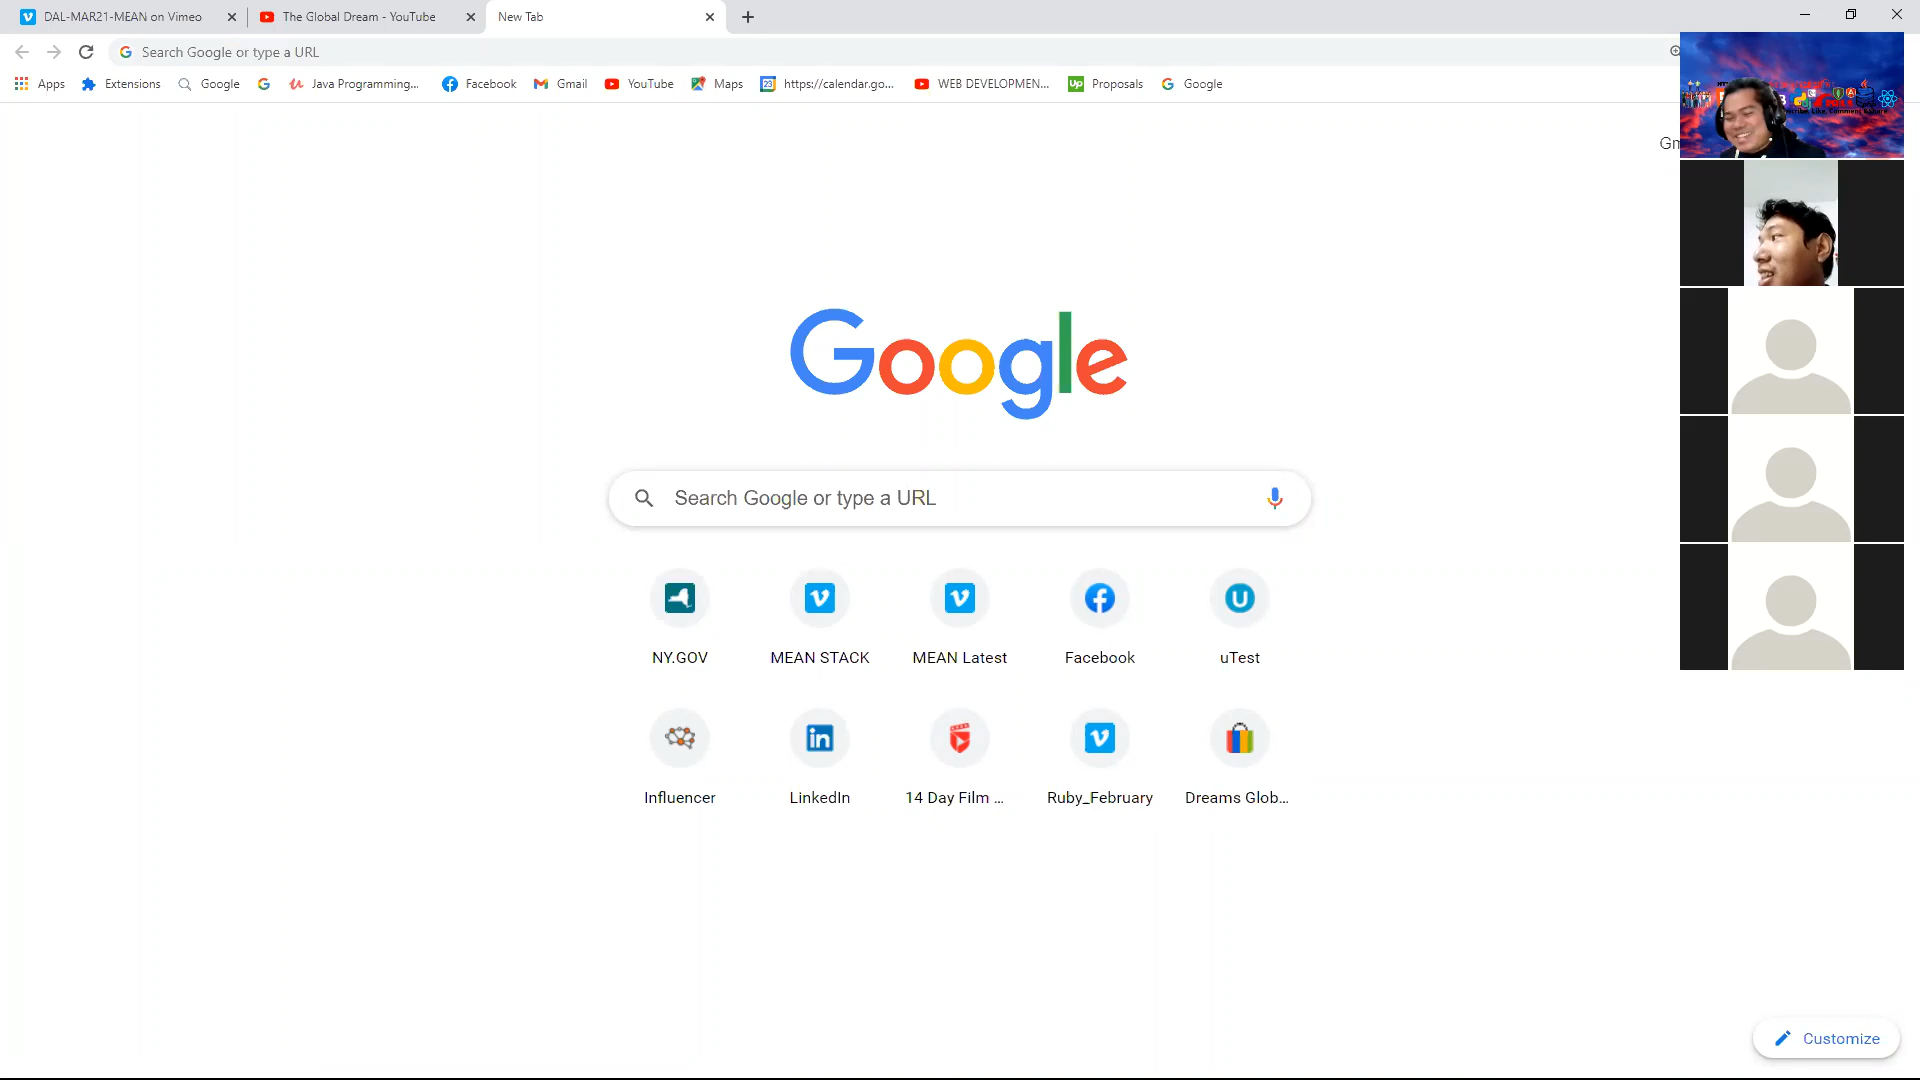 DAL-MAR21-MEAN on Vimeo
The Global Dream - YouTube
New Tab
Search Google or type a URL
Apps
Extensions
Google
Java Programming...
Facebook
Gmail
YouTube
Maps
https://calendar.go...
WEB DEVELOPMEN...
Proposals
Google
Gm
Google
Search Google or type a URL
NY.GOV
MEAN STACK
MEAN Latest
Facebook
uTest
Influencer
LinkedIn
14 Day Film ...
Ruby_February
Dreams Glob...
Customize